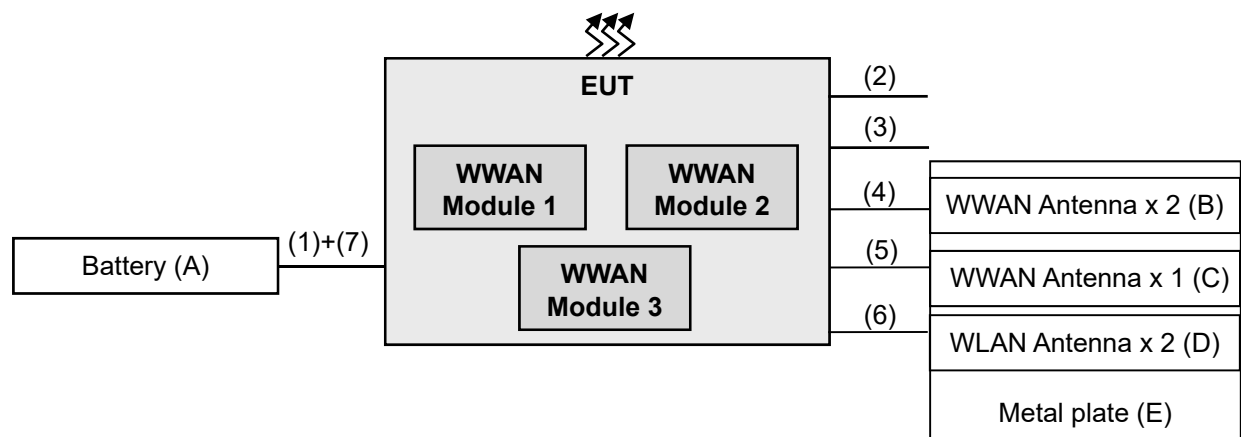 EUT
(2)
(3)
WWAN
Module 1
WWAN
Module 2
(4)
WWAN Antenna x 2 (B)
(1)+(7)
Battery (A)
WWAN
Module 3
(5)
WWAN Antenna x 1 (C)
(6)
WLAN Antenna x 2 (D)
Metal plate (E)